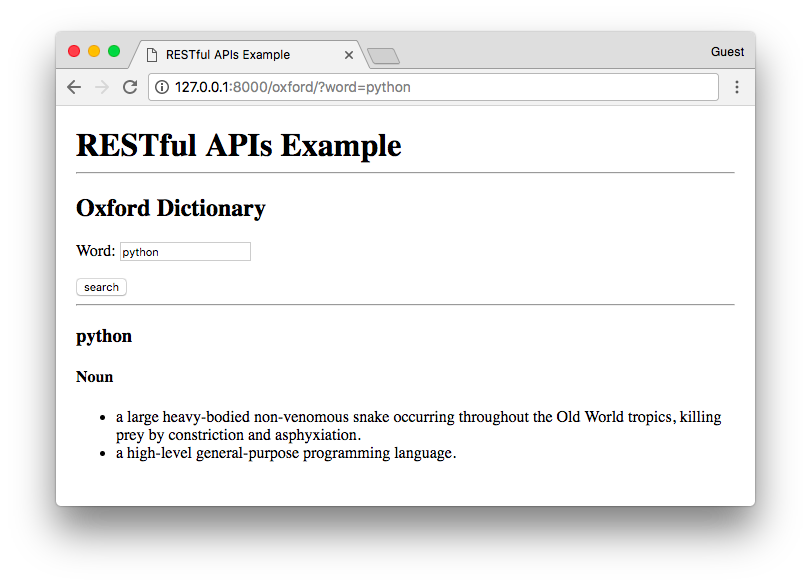 RESTful APIs Example
Guest
127.0.0.1:8000/oxford/?word=python
RESTful APIs Example
Oxford Dictionary
Word: python
search
python
Noun
a large heavy-bodied non-venomous snake occurring throughout the Old World tropics, killing
prey by constriction and asphyxiation.
a high-level general-purpose programming language.